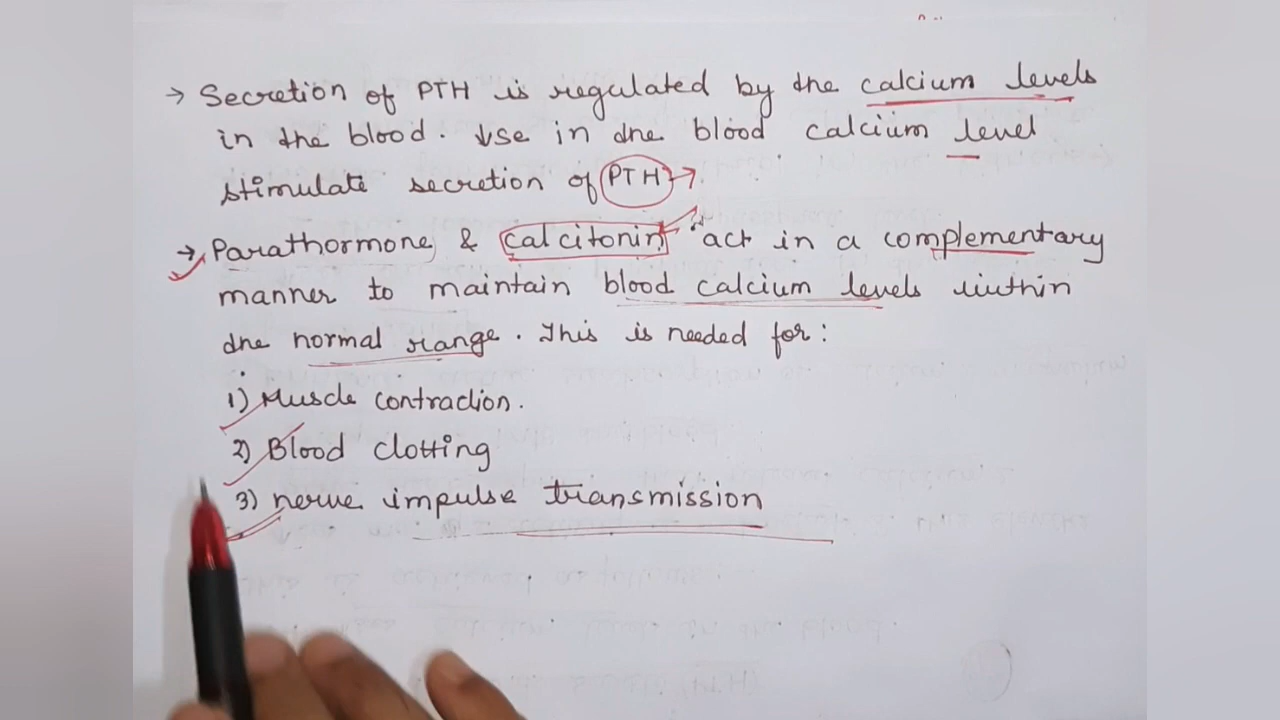 → Secretion of PTH is regulated by the calcium levels
in the blood. ↓se in the blood calcium level
stimulate secretion of PTH →
→ Parathormone & calcitonin act in a complementary
manner to maintain blood calcium levels within
the normal range. This is needed for:
1) Muscle contraction.
2) Blood clotting
3) nerve impulse transmission